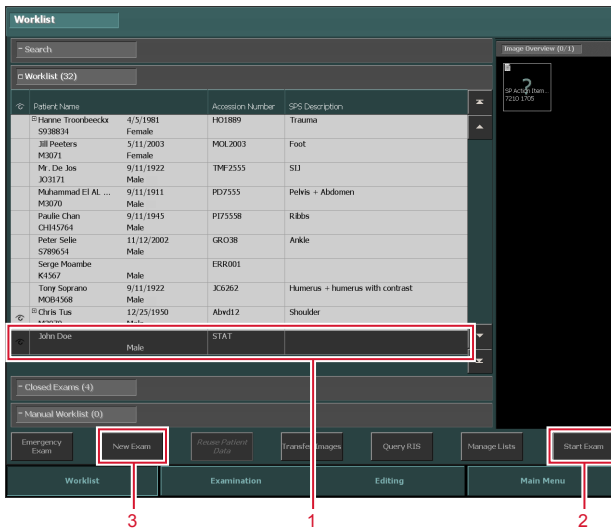 Worklist
Search
Image Overview (0/1)
Worklist (32)
?
SP Action Item...
7210 1705
Patient Name Accession Number SPS Description
Hanne Troonbeeckx 4/5/1981 HO1889 Trauma
S938834 Female
Jill Peeters 5/11/2003 MOL2003 Foot
M3071 Female
Mr. De Jos 9/11/1922 TMF2555 SIJ
JO3171 Male
Muhammad El AL ... 9/11/1911 PD7555 Pelvis + Abdomen
M3070 Male
Paulie Chan 9/11/1945 PI75558 Ribbs
CHI45764 Male
Peter Selie 11/12/2002 GRO38 Ankle
S789654 Male
Serge Moambe ERR001
K4567 Male
Tony Soprano 9/11/1922 JC6262 Humerus + humerus with contrast
MOB4568 Male
Chris Tus 12/25/1950 Abvd12 Shoulder
John Doe STAT
Male
Closed Exams (4)
Manual Worklist (0)
Emergency Exam New Exam Reuse Patient Data Transfer Images Query RIS Manage Lists Start Exam
Worklist Examination Editing Main Menu
3 1 2